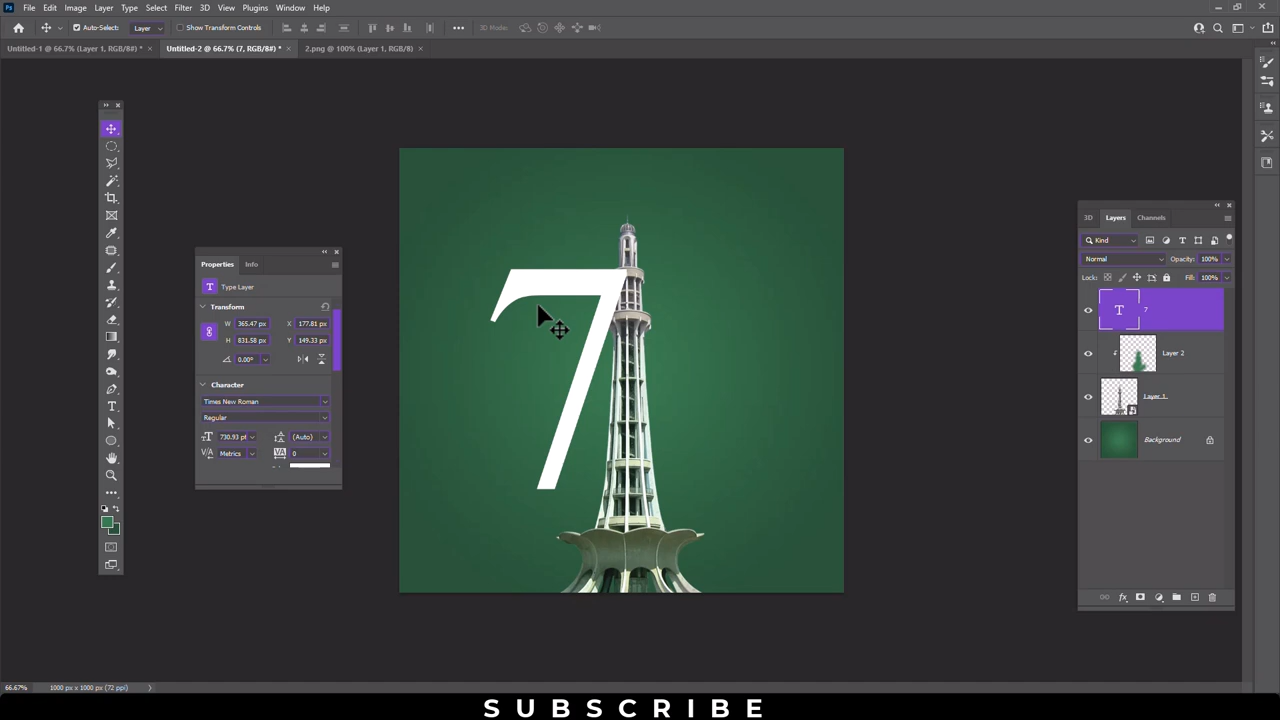 Ps File Edit Image Layer Type Select Filter 3D View Plugins Window Help
Auto-Select: Layer Show Transform Controls 3D Mode:
Untitled-1 @ 66.7% (Layer 1, RGB/8#) * Untitled-2 @ 66.7% (7, RGB/8#) * 2.png @ 100% (Layer 1, RGB/8)
Properties Info
T Type Layer
Transform
W 365.47 px X 177.81 px
H 831.58 px Y 149.33 px
0.00°
Character
Times New Roman
Regular
730.93 pt (Auto)
Metrics 0
7
3D Layers Channels
Kind
Normal Opacity: 100%
Lock: Fill: 100%
T 7
Layer 2
Layer 1
Background
66.67% 1000 px x 1000 px (72 ppi)
SUBSCRIBE